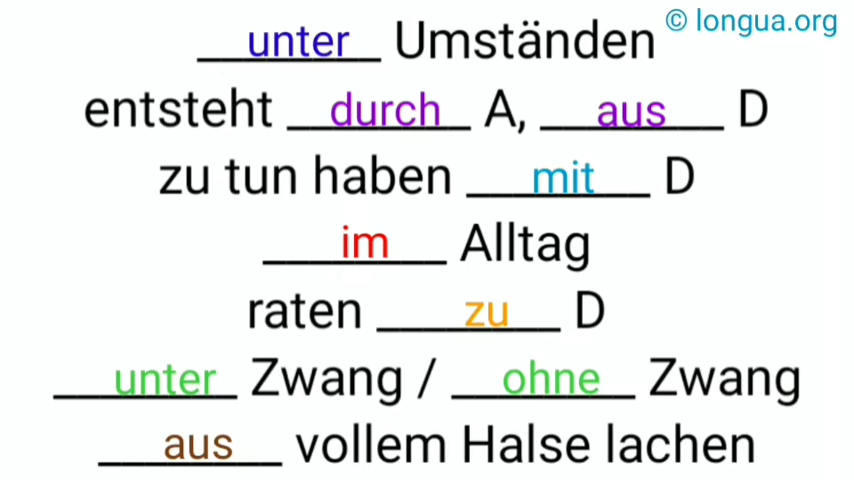 © longua.org
unter Umständen
entsteht durch A, aus D
zu tun haben mit D
im Alltag
raten zu D
unter Zwang / ohne Zwang
aus vollem Halse lachen